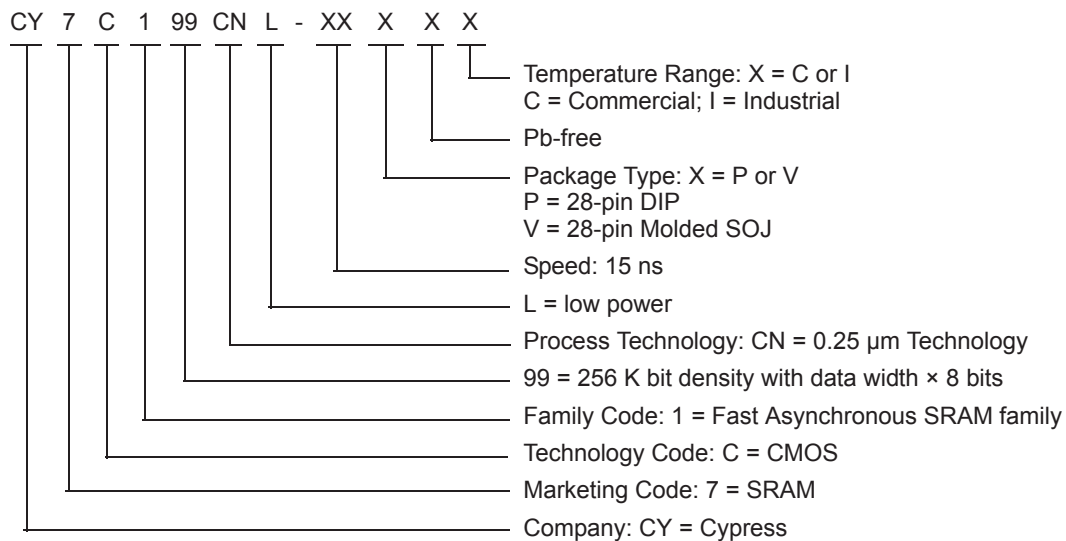 CY 7 C 1 99 CN L - XX X X X
Temperature Range: X = C or I
C = Commercial; I = Industrial
Pb-free
Package Type: X = P or V
P = 28-pin DIP
V = 28-pin Molded SOJ
Speed: 15 ns
L = low power
Process Technology: CN = 0.25 µm Technology
99 = 256 K bit density with data width × 8 bits
Family Code: 1 = Fast Asynchronous SRAM family
Technology Code: C = CMOS
Marketing Code: 7 = SRAM
Company: CY = Cypress